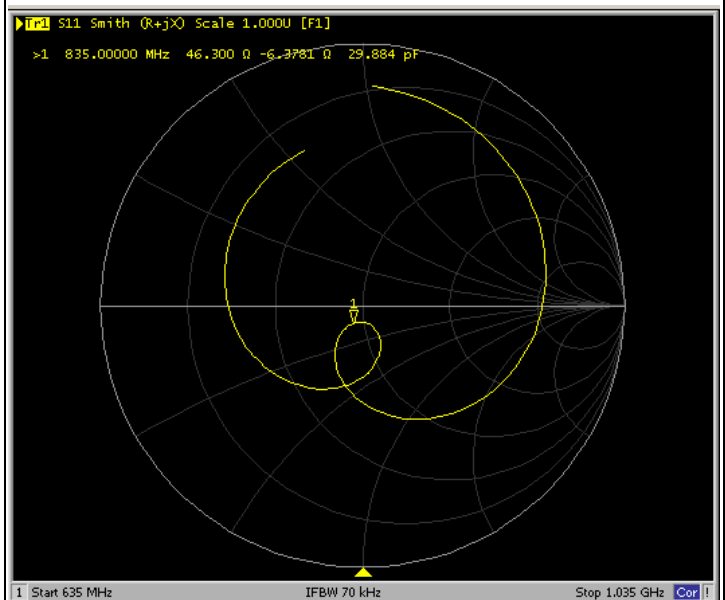 Tr1 S11 Smith (R+jX) Scale 1.000U [F1]
>1 835.00000 MHz 46.300 Ω -6.3781 Ω 29.884 pF
1
1 Start 635 MHz IFBW 70 kHz Stop 1.035 GHz Cor !